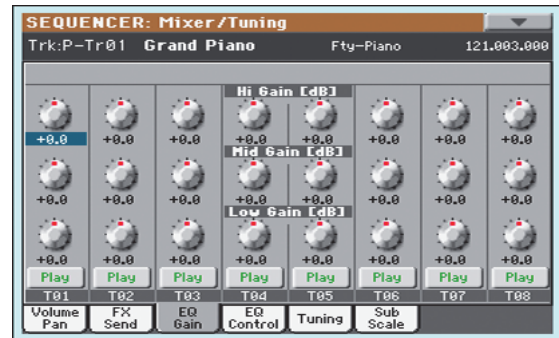 SEQUENCER: Mixer/Tuning
Trk:P-Tr01 Grand Piano Fty-Piano 121.003.000
Hi Gain [dB]
+0.0 +0.0 +0.0 +0.0 +0.0 +0.0 +0.0 +0.0
Mid Gain [dB]
+0.0 +0.0 +0.0 +0.0 +0.0 +0.0 +0.0 +0.0
Low Gain [dB]
+0.0 +0.0 +0.0 +0.0 +0.0 +0.0 +0.0 +0.0
Play Play Play Play Play Play Play Play
T01 T02 T03 T04 T05 T06 T07 T08
Volume Pan FX Send EQ Gain EQ Control Tuning Sub Scale